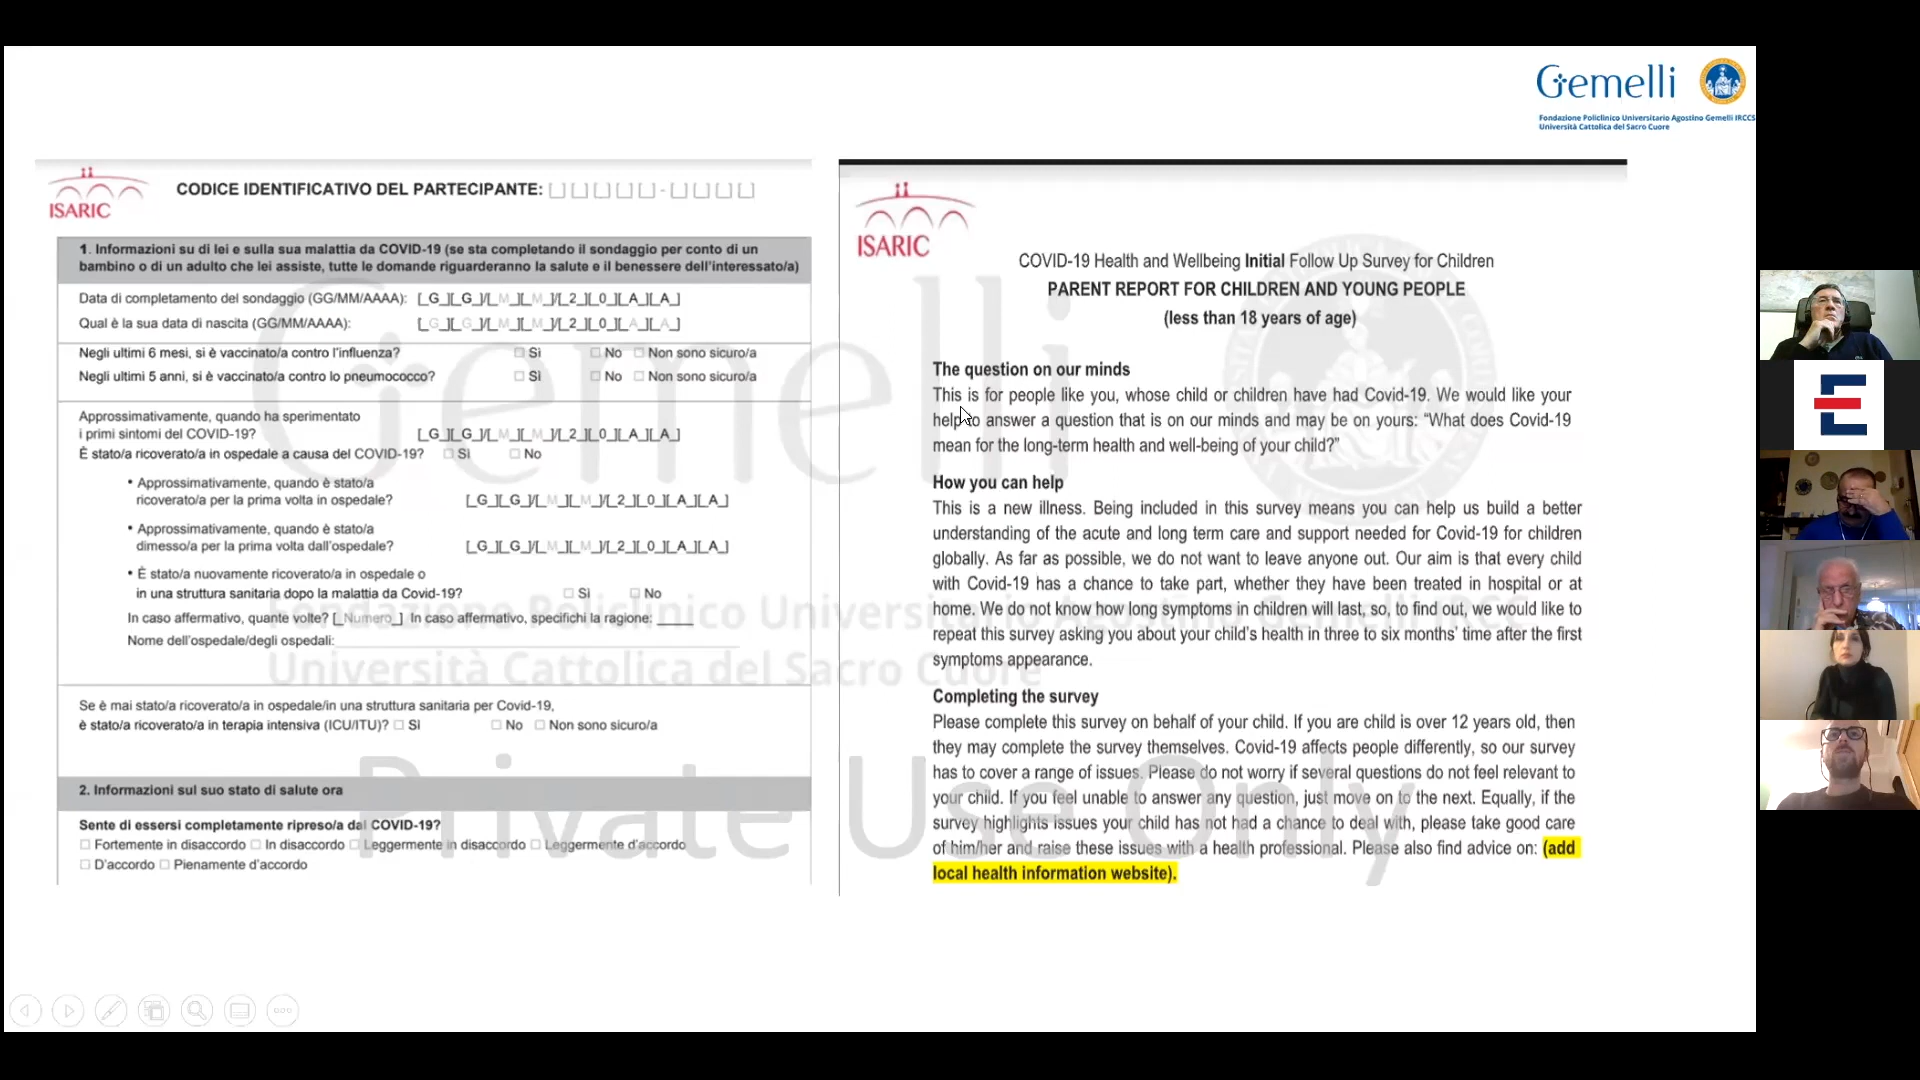 Gemelli
Fondazione Policlinico Universitario Agostino Gemelli IRCCS
Università Cattolica del Sacro Cuore
ISARIC
CODICE IDENTIFICATIVO DEL PARTECIPANTE: [_][_][_][_][_]-[_][_][_][_]
1. Informazioni su di lei e sulla sua malattia da COVID-19 (se sta completando il sondaggio per conto di un
bambino o di un adulto che lei assiste, tutte le domande riguarderanno la salute e il benessere dell'interessato/a)
Data di completamento del sondaggio (GG/MM/AAAA): [_G_][_G_]/[_M_][_M_]/[_2_][_0_][_A_][_A_]
Qual è la sua data di nascita (GG/MM/AAAA): [_G_][_G_]/[_M_][_M_]/[_2_][_0_][_A_][_A_]
Negli ultimi 6 mesi, si è vaccinato/a contro l'influenza? □ Sì □ No □ Non sono sicuro/a
Negli ultimi 5 anni, si è vaccinato/a contro lo pneumococco? □ Sì □ No □ Non sono sicuro/a
Approssimativamente, quando ha sperimentato
i primi sintomi del COVID-19? [_G_][_G_]/[_M_][_M_]/[_2_][_0_][_A_][_A_]
È stato/a ricoverato/a in ospedale a causa del COVID-19? □ Sì □ No
• Approssimativamente, quando è stato/a
ricoverato/a per la prima volta in ospedale? [_G_][_G_]/[_M_][_M_]/[_2_][_0_][_A_][_A_]
• Approssimativamente, quando è stato/a
dimesso/a per la prima volta dall'ospedale? [_G_][_G_]/[_M_][_M_]/[_2_][_0_][_A_][_A_]
• È stato/a nuovamente ricoverato/a in ospedale o
in una struttura sanitaria dopo la malattia da Covid-19? □ Sì □ No
In caso affermativo, quante volte? [_Numero_] In caso affermativo, specifichi la ragione: _____
Nome dell'ospedale/degli ospedali:
Se è mai stato/a ricoverato/a in ospedale/in una struttura sanitaria per Covid-19,
è stato/a ricoverato/a in terapia intensiva (ICU/ITU)? □ Sì □ No □ Non sono sicuro/a
2. Informazioni sul suo stato di salute ora
Sente di essersi completamente ripreso/a dal COVID-19?
□ Fortemente in disaccordo □ In disaccordo □ Leggermente in disaccordo □ Leggermente d'accordo
□ D'accordo □ Pienamente d'accordo
ISARIC
COVID-19 Health and Wellbeing Initial Follow Up Survey for Children
PARENT REPORT FOR CHILDREN AND YOUNG PEOPLE
(less than 18 years of age)
The question on our minds
This is for people like you, whose child or children have had Covid-19. We would like your
help to answer a question that is on our minds and may be on yours: “What does Covid-19
mean for the long-term health and well-being of your child?”
How you can help
This is a new illness. Being included in this survey means you can help us build a better
understanding of the acute and long term care and support needed for Covid-19 for children
globally. As far as possible, we do not want to leave anyone out. Our aim is that every child
with Covid-19 has a chance to take part, whether they have been treated in hospital or at
home. We do not know how long symptoms in children will last, so, to find out, we would like to
repeat this survey asking you about your child's health in three to six months' time after the first
symptoms appearance.
Completing the survey
Please complete this survey on behalf of your child. If you are child is over 12 years old, then
they may complete the survey themselves. Covid-19 affects people differently, so our survey
has to cover a range of issues. Please do not worry if several questions do not feel relevant to
your child. If you feel unable to answer any question, just move on to the next. Equally, if the
survey highlights issues your child has not had a chance to deal with, please take good care
of him/her and raise these issues with a health professional. Please also find advice on: (add
local health information website).
Gemelli
Fondazione Policlinico Universitario Agostino Gemelli IRCCS
Università Cattolica del Sacro Cuore
Private Use Only
E